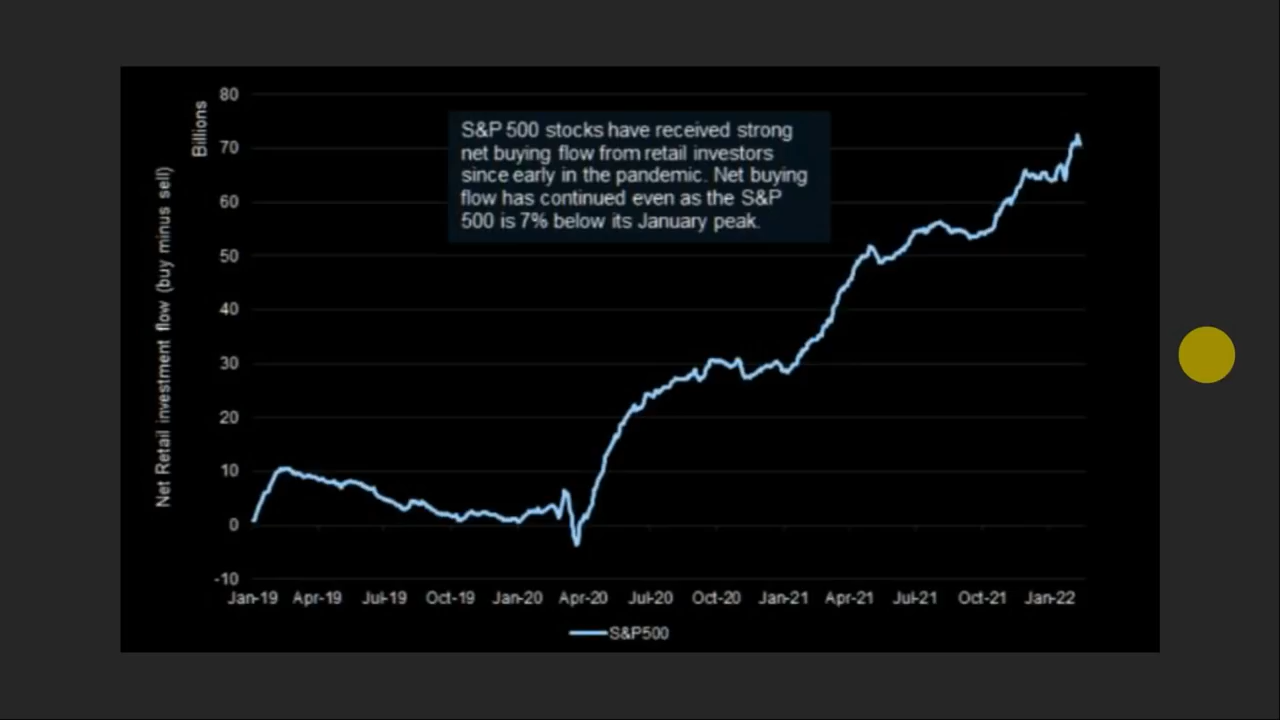 80
Billions
70
60
50
40
30
20
10
0
-10
Net Retail investment flow (buy minus sell)
S&P 500 stocks have received strong
net buying flow from retail investors
since early in the pandemic. Net buying
flow has continued even as the S&P
500 is 7% below its January peak.
Jan-19 Apr-19 Jul-19 Oct-19 Jan-20 Apr-20 Jul-20 Oct-20 Jan-21 Apr-21 Jul-21 Oct-21 Jan-22
S&P500